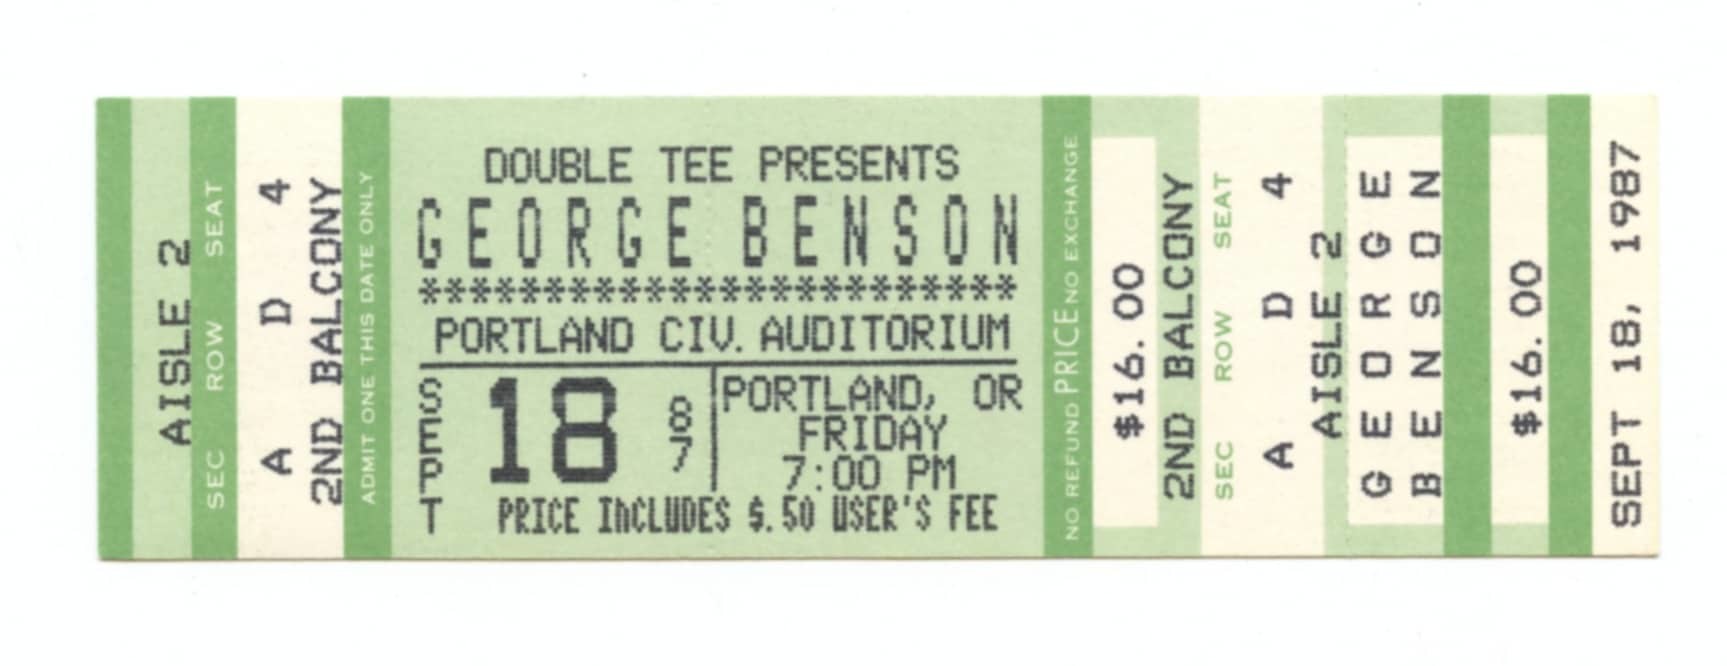 AISLE 2
SEC ROW SEAT
A D 4
2ND BALCONY
ADMIT ONE THIS DATE ONLY
DOUBLE TEE PRESENTS
GEORGE BENSON
*************************
PORTLAND CIV. AUDITORIUM
SEPT 18 87
PORTLAND, OR
FRIDAY
7:00 PM
PRICE INCLUDES $.50 USER'S FEE
NO REFUND PRICE NO EXCHANGE
$16.00
2ND BALCONY
SEC ROW SEAT
A D 4
AISLE 2
GEORGE
BENSON
$16.00
SEPT 18, 1987